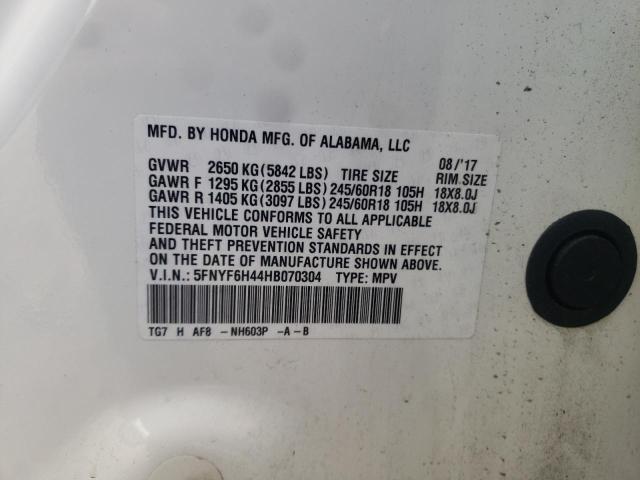 MFD. BY HONDA MFG. OF ALABAMA, LLC
08/'17
GVWR 2650 KG(5842 LBS) TIRE SIZE RIM SIZE
GAWR F 1295 KG(2855 LBS) 245/60R18 105H 18X8.0J
GAWR R 1405 KG(3097 LBS) 245/60R18 105H 18X8.0J
THIS VEHICLE CONFORMS TO ALL APPLICABLE
FEDERAL MOTOR VEHICLE SAFETY
AND THEFT PREVENTION STANDARDS IN EFFECT
ON THE DATE OF MANUFACTURE SHOWN ABOVE.
V.I.N.: 5FNYF6H44HB070304 TYPE: MPV
TG7 H AF8 -NH603P -A-B